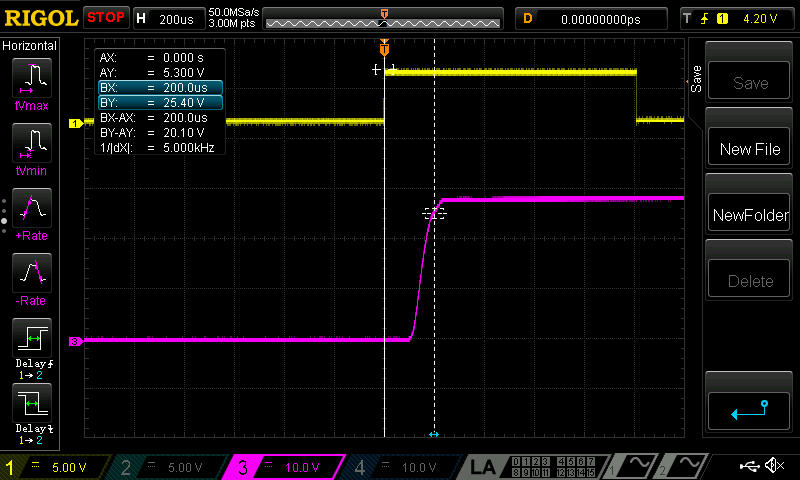 RIGOL STOP H 200us 50.0MSa/s 3.00M pts D 0.00000000ps T 1 4.20 V
T
Horizontal
tVmax
tVmin
+Rate
-Rate
Delay
1→2
Delay
1→2
AX: = 0.000 s
AY: = 5.300 V
BX: = 200.0us
BY: = 25.40 V
BX-AX: = 200.0us
BY-AY: = 20.10 V
1/|dX|: = 5.000kHz
T
1
3
Save
Save
New File
NewFolder
Delete
1 = 5.00 V 2 = 5.00 V 3 = 10.0 V 4 = 10.0 V LA 0 1 2 3 4 5 6 7 8 9 10 11 12 13 14 15 1 2